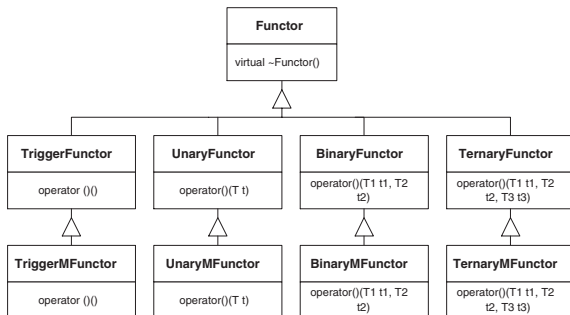 Functor
virtual ~Functor()
TriggerFunctor
operator ()()
UnaryFunctor
operator()(T t)
BinaryFunctor
operator()(T1 t1, T2
t2)
TernaryFunctor
operator()(T1 t1, T2
t2, T3 t3)
TriggerMFunctor
operator ()()
UnaryMFunctor
operator()(T t)
BinaryMFunctor
operator()(T1 t1, T2
t2)
TernaryMFunctor
operator()(T1 t1, T2
t2, T3 t3)